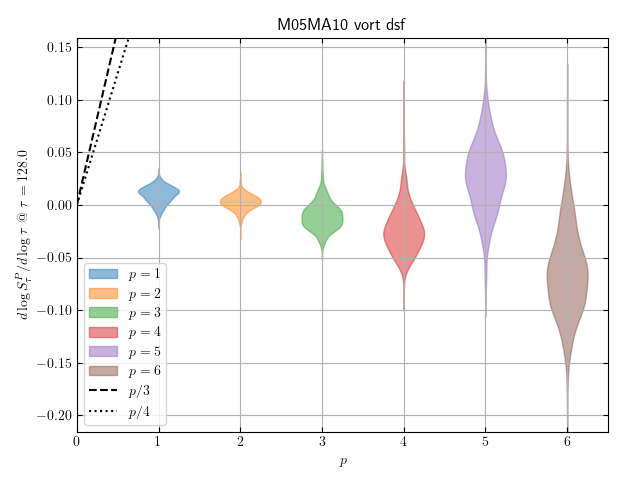 M05MA10 vort dsf
d log S_τ^P / d log τ @ τ = 128.0
0.15
0.10
0.05
0.00
−0.05
−0.10
−0.15
−0.20
p = 1
p = 2
p = 3
p = 4
p = 5
p = 6
p/3
p/4
0 1 2 3 4 5 6
p